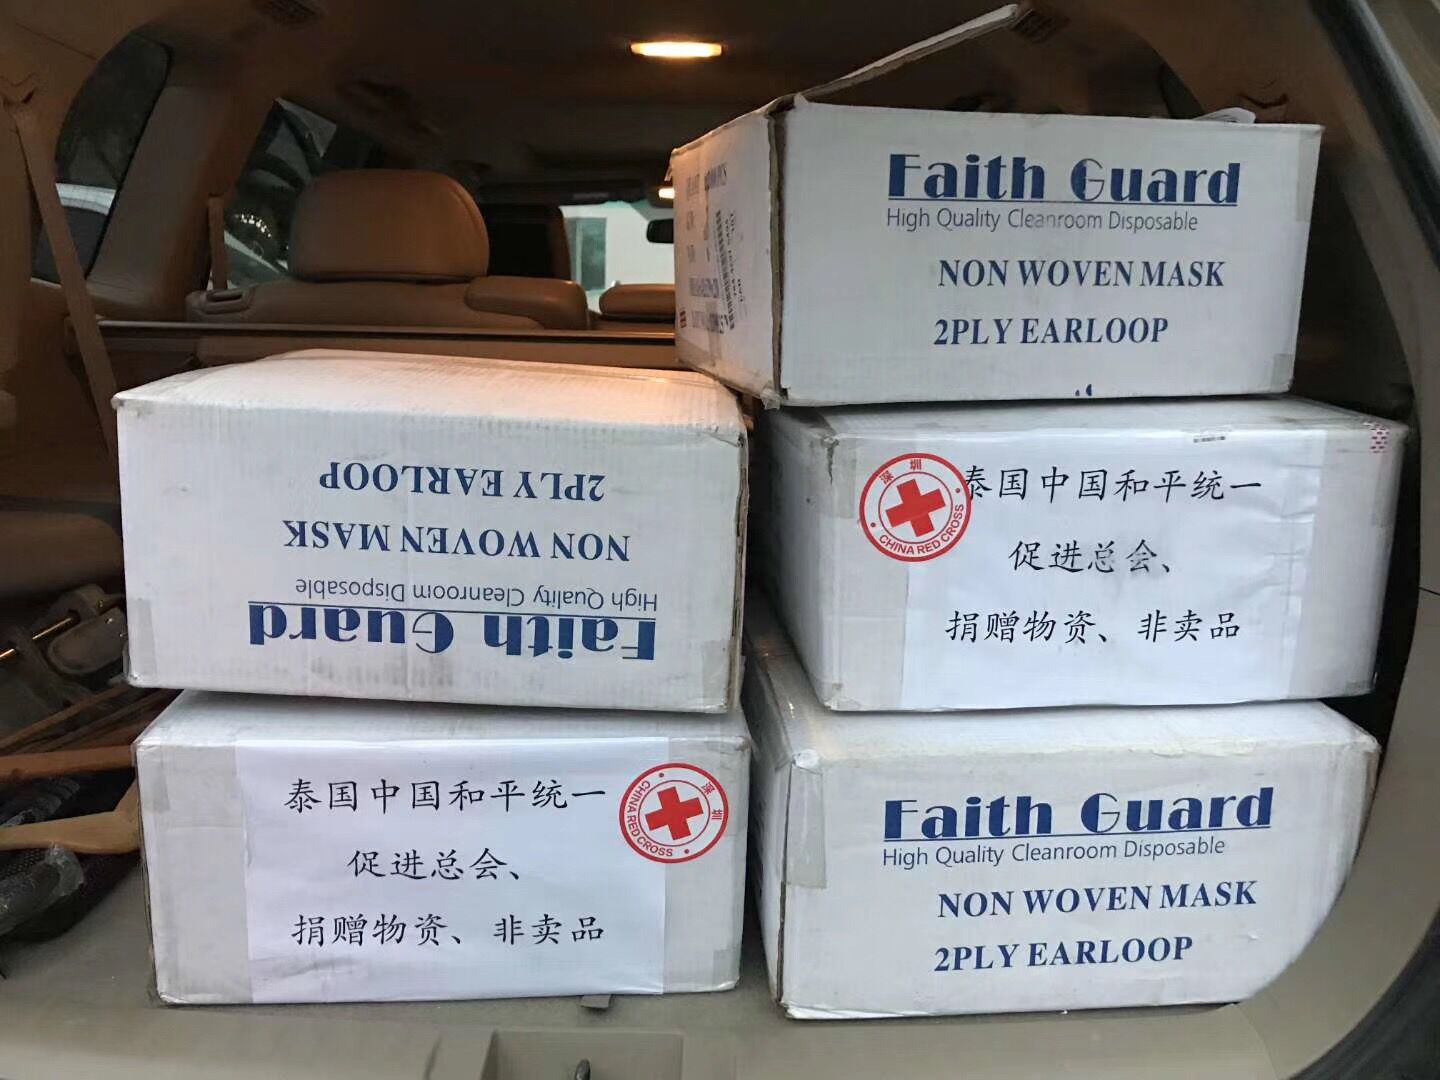 Faith Guard
High Quality Cleanroom Disposable
NON WOVEN MASK
2PLY EARLOOP
2PLY EARLOOP
NON WOVEN MASK
High Quality Cleanroom Disposable
Faith Guard
深圳
CHINA RED CROSS
泰国中国和平统一
促进总会、
捐赠物资、非卖品
泰国中国和平统一
促进总会、
捐赠物资、非卖品
深圳
CHINA RED CROSS
Faith Guard
High Quality Cleanroom Disposable
NON WOVEN MASK
2PLY EARLOOP